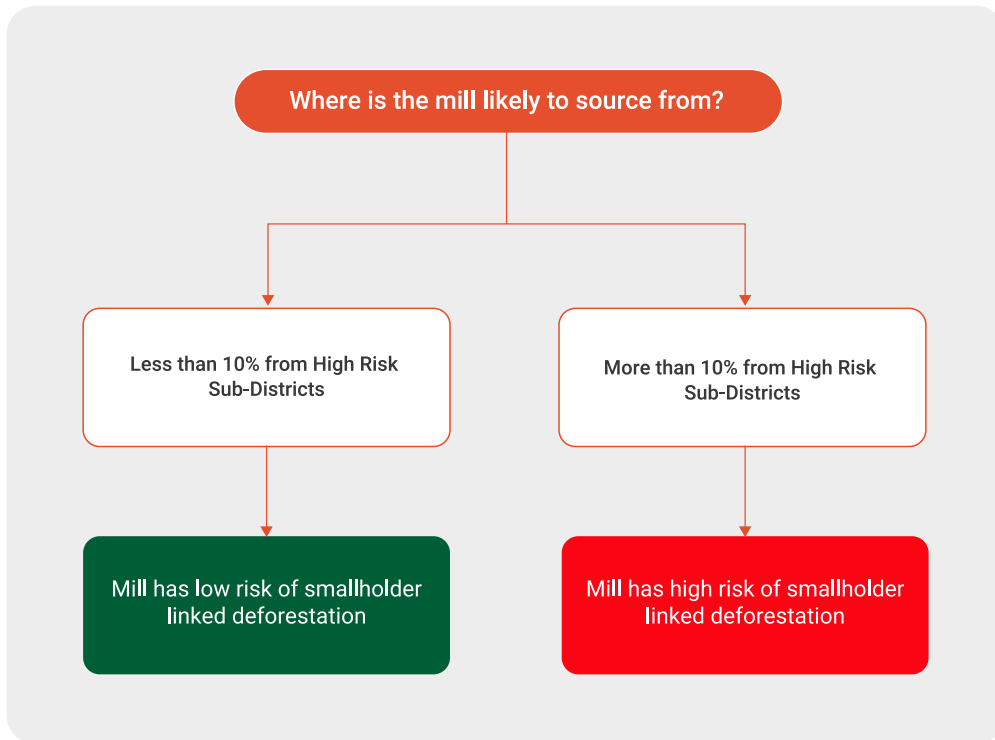 Where is the mill likely to source from?
Less than 10% from High Risk
Sub-Districts
More than 10% from High Risk
Sub-Districts
Mill has low risk of smallholder
linked deforestation
Mill has high risk of smallholder
linked deforestation